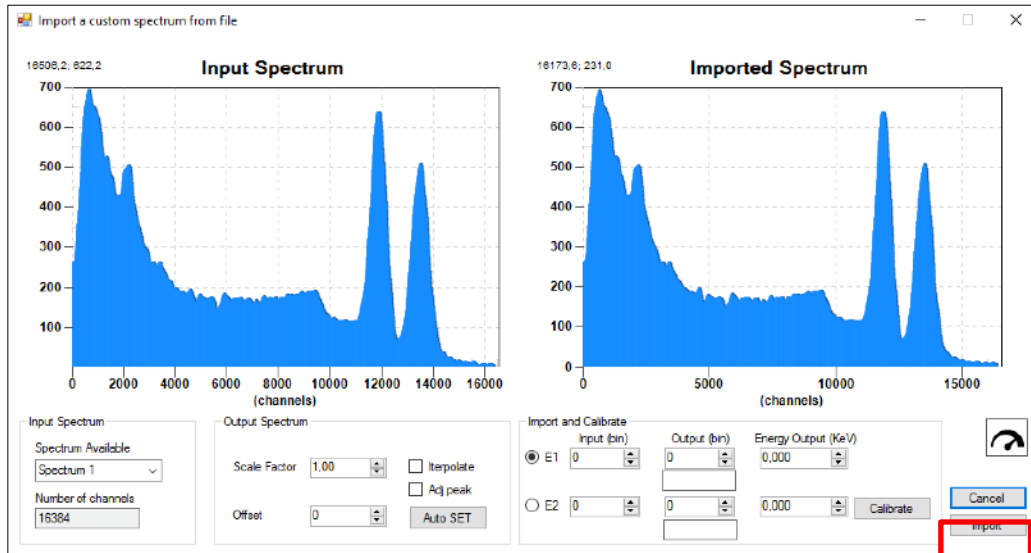 Import a custom spectrum from file
16506,2; 622,2
Input Spectrum
700
600
500
400
300
200
100
0
2000
4000
6000
8000
10000
12000
14000
16000
(channels)
16173,6; 231,0
Imported Spectrum
700
600
500
400
300
200
100
0
0
5000
10000
15000
(channels)
Input Spectrum
Spectrum Available
Spectrum 1
Number of channels
16384
Output Spectrum
Scale Factor
1,00
Iterpolate
Adj peak
Offset
0
Auto SET
Import and Calibrate
Input (bin)
Output (bin)
Energy Output (KeV)
E1
0
0
0,000
E2
0
0
0,000
Calibrate
Cancel
Import